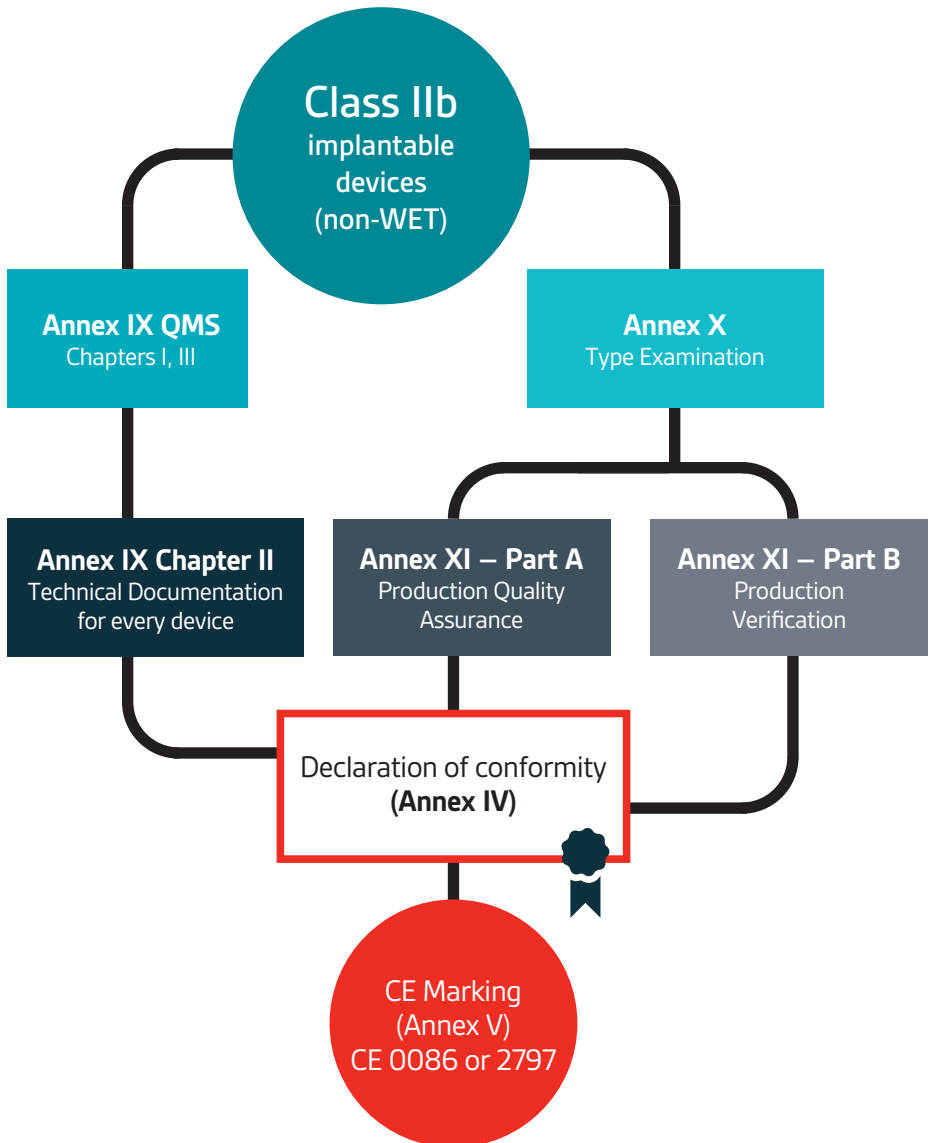 Class IIb
implantable
devices
(non-WET)
Annex IX QMS
Chapters I, III
Annex X
Type Examination
Annex IX Chapter II
Technical Documentation
for every device
Annex XI – Part A
Production Quality
Assurance
Annex XI – Part B
Production
Verification
Declaration of conformity
(Annex IV)
CE Marking
(Annex V)
CE 0086 or 2797